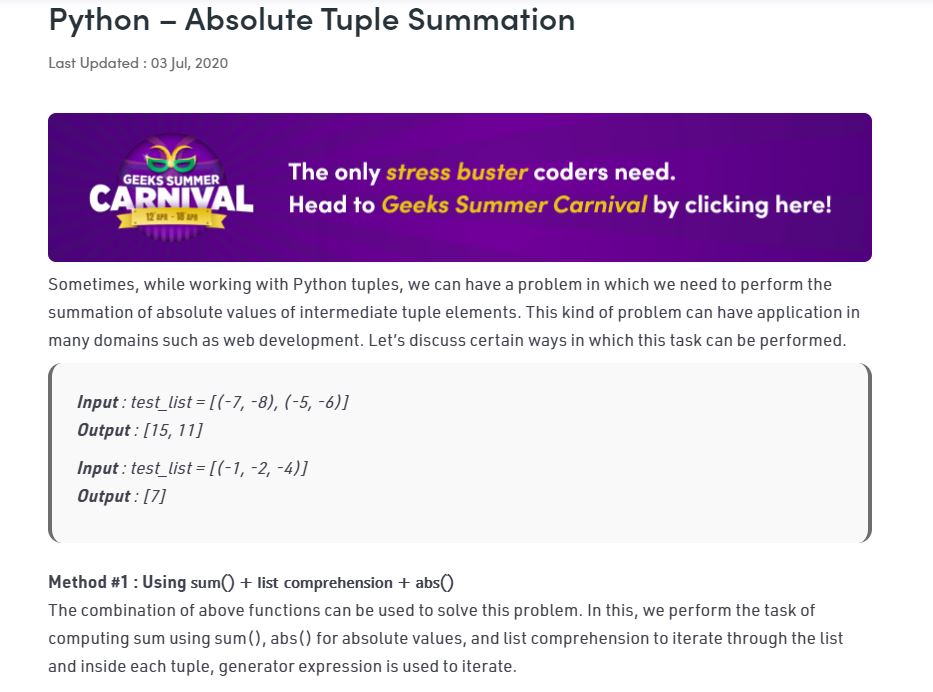 Python – Absolute Tuple Summation
Last Updated : 03 Jul, 2020
GEEKS SUMMER
CARNIVAL
12 APR - 18 APR
The only stress buster coders need.
Head to Geeks Summer Carnival by clicking here!
Sometimes, while working with Python tuples, we can have a problem in which we need to perform the
summation of absolute values of intermediate tuple elements. This kind of problem can have application in
many domains such as web development. Let’s discuss certain ways in which this task can be performed.
Input : test_list = [(-7, -8), (-5, -6)]
Output : [15, 11]
Input : test_list = [(-1, -2, -4)]
Output : [7]
Method #1 : Using sum() + list comprehension + abs()
The combination of above functions can be used to solve this problem. In this, we perform the task of
computing sum using sum(), abs() for absolute values, and list comprehension to iterate through the list
and inside each tuple, generator expression is used to iterate.